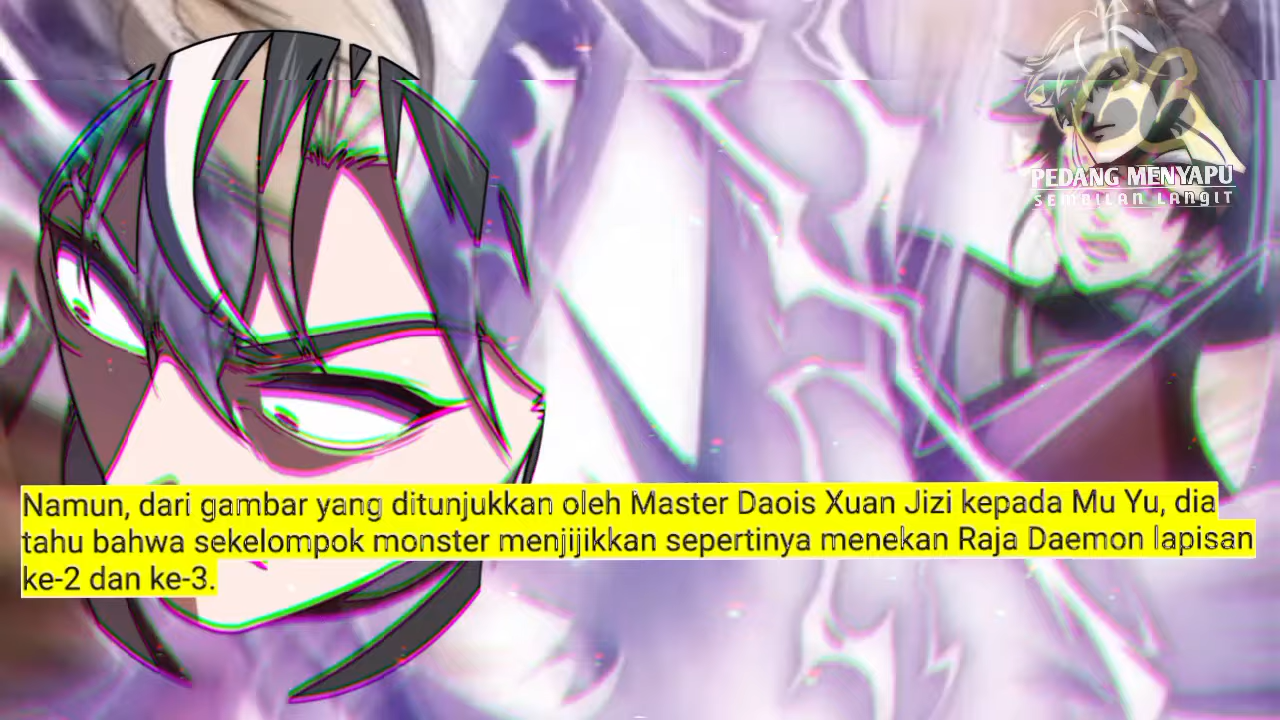 PEDANG MENYAPU
SEMBILAN LANGIT
Namun, dari gambar yang ditunjukkan oleh Master Daois Xuan Jizi kepada Mu Yu, dia
tahu bahwa sekelompok monster menjijikkan sepertinya menekan Raja Daemon lapisan
ke-2 dan ke-3.